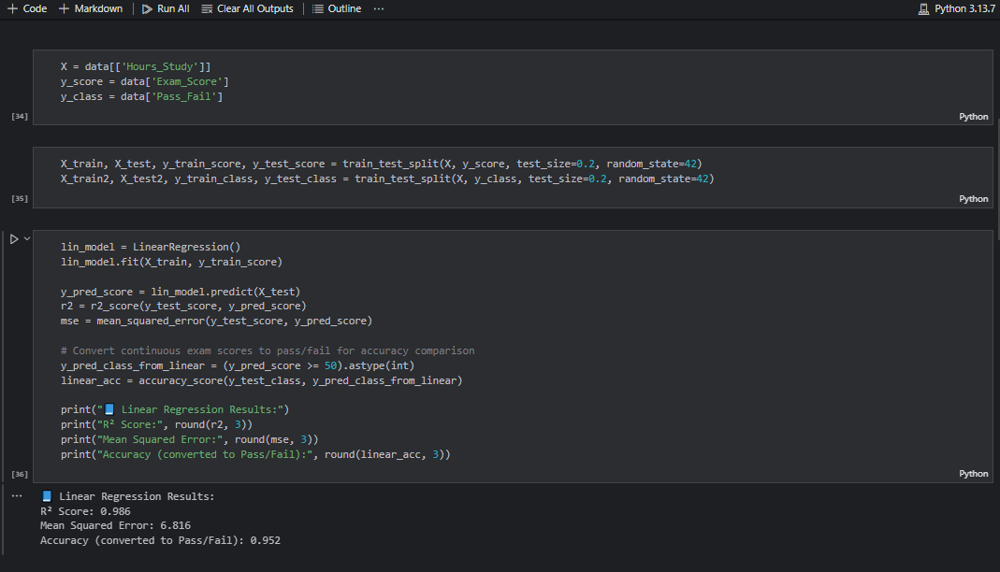 + Code + Markdown Run All Clear All Outputs Outline ... Python 3.13.7
X = data[['Hours_Study']]
y_score = data['Exam_Score']
y_class = data['Pass_Fail']
[34] Python
X_train, X_test, y_train_score, y_test_score = train_test_split(X, y_score, test_size=0.2, random_state=42)
X_train2, X_test2, y_train_class, y_test_class = train_test_split(X, y_class, test_size=0.2, random_state=42)
[35] Python
lin_model = LinearRegression()
lin_model.fit(X_train, y_train_score)
y_pred_score = lin_model.predict(X_test)
r2 = r2_score(y_test_score, y_pred_score)
mse = mean_squared_error(y_test_score, y_pred_score)
# Convert continuous exam scores to pass/fail for accuracy comparison
y_pred_class_from_linear = (y_pred_score >= 50).astype(int)
linear_acc = accuracy_score(y_test_class, y_pred_class_from_linear)
print("📘 Linear Regression Results:")
print("R² Score:", round(r2, 3))
print("Mean Squared Error:", round(mse, 3))
print("Accuracy (converted to Pass/Fail):", round(linear_acc, 3))
[36] Python
... 📘 Linear Regression Results:
R² Score: 0.986
Mean Squared Error: 6.816
Accuracy (converted to Pass/Fail): 0.952